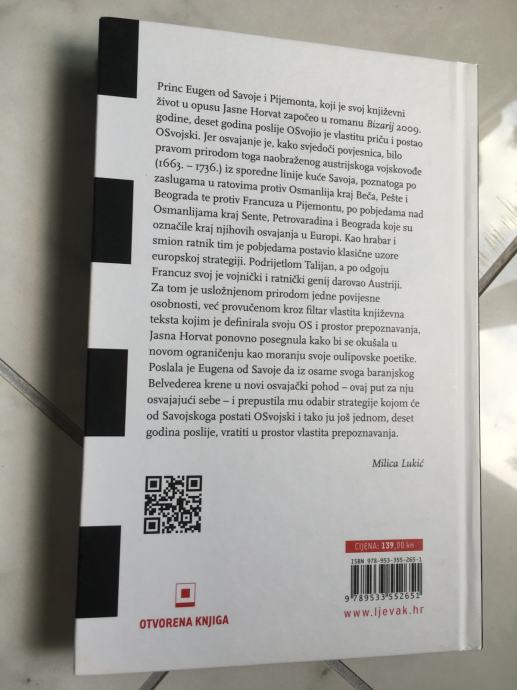 Princ Eugen od Savoje i Pijemonta, koji je svoj književni
život u opusu Jasne Horvat započeo u romanu Bizarij 2009.
godine, deset godina poslije OSvojio je vlastitu priču i postao
OSvojski. Jer osvajanje je, kako svjedoči povjesnica, bilo
pravom prirodom toga naobraženog austrijskoga vojskovođe
(1663. – 1736.) iz sporedne linije kuće Savoja, poznatoga po
zaslugama u ratovima protiv Osmanlija kraj Beča, Pešte i
Beograda te protiv Francuza u Pijemontu, po pobjedama nad
Osmanlijama kraj Sente, Petrovaradina i Beograda koje su
označile kraj njihovih osvajanja u Europi. Kao hrabar i
smion ratnik tim je pobjedama postavio klasične uzore
europskoj strategiji. Podrijetlom Talijan, a po odgoju
Francuz svoj je vojnički i ratnički genij darovao Austriji.
Za tom je usložnjenom prirodom jedne povijesne
osobnosti, već provučenom kroz filtar vlastita književna
teksta kojim je definirala svoju OS i prostor prepoznavanja,
Jasna Horvat ponovno posegnula kako bi se okušala u
novom ograničenju kao moranju svoje oulipovske poetike.
Poslala je Eugena od Savoje da iz osame svoga baranjskog
Belvederea krene u novi osvajački pohod – ovaj put za nju
osvajajući sebe – i prepustila mu odabir strategije kojom će
od Savojskoga postati OSvojski i tako ju još jednom, deset
godina poslije, vratiti u prostor vlastita prepoznavanja.
Milica Lukić
CIJENA: 139,00 kn
ISBN 978-953-355-265-1
9 789533 552651
www.ljevak.hr
OTVORENA KNJIGA